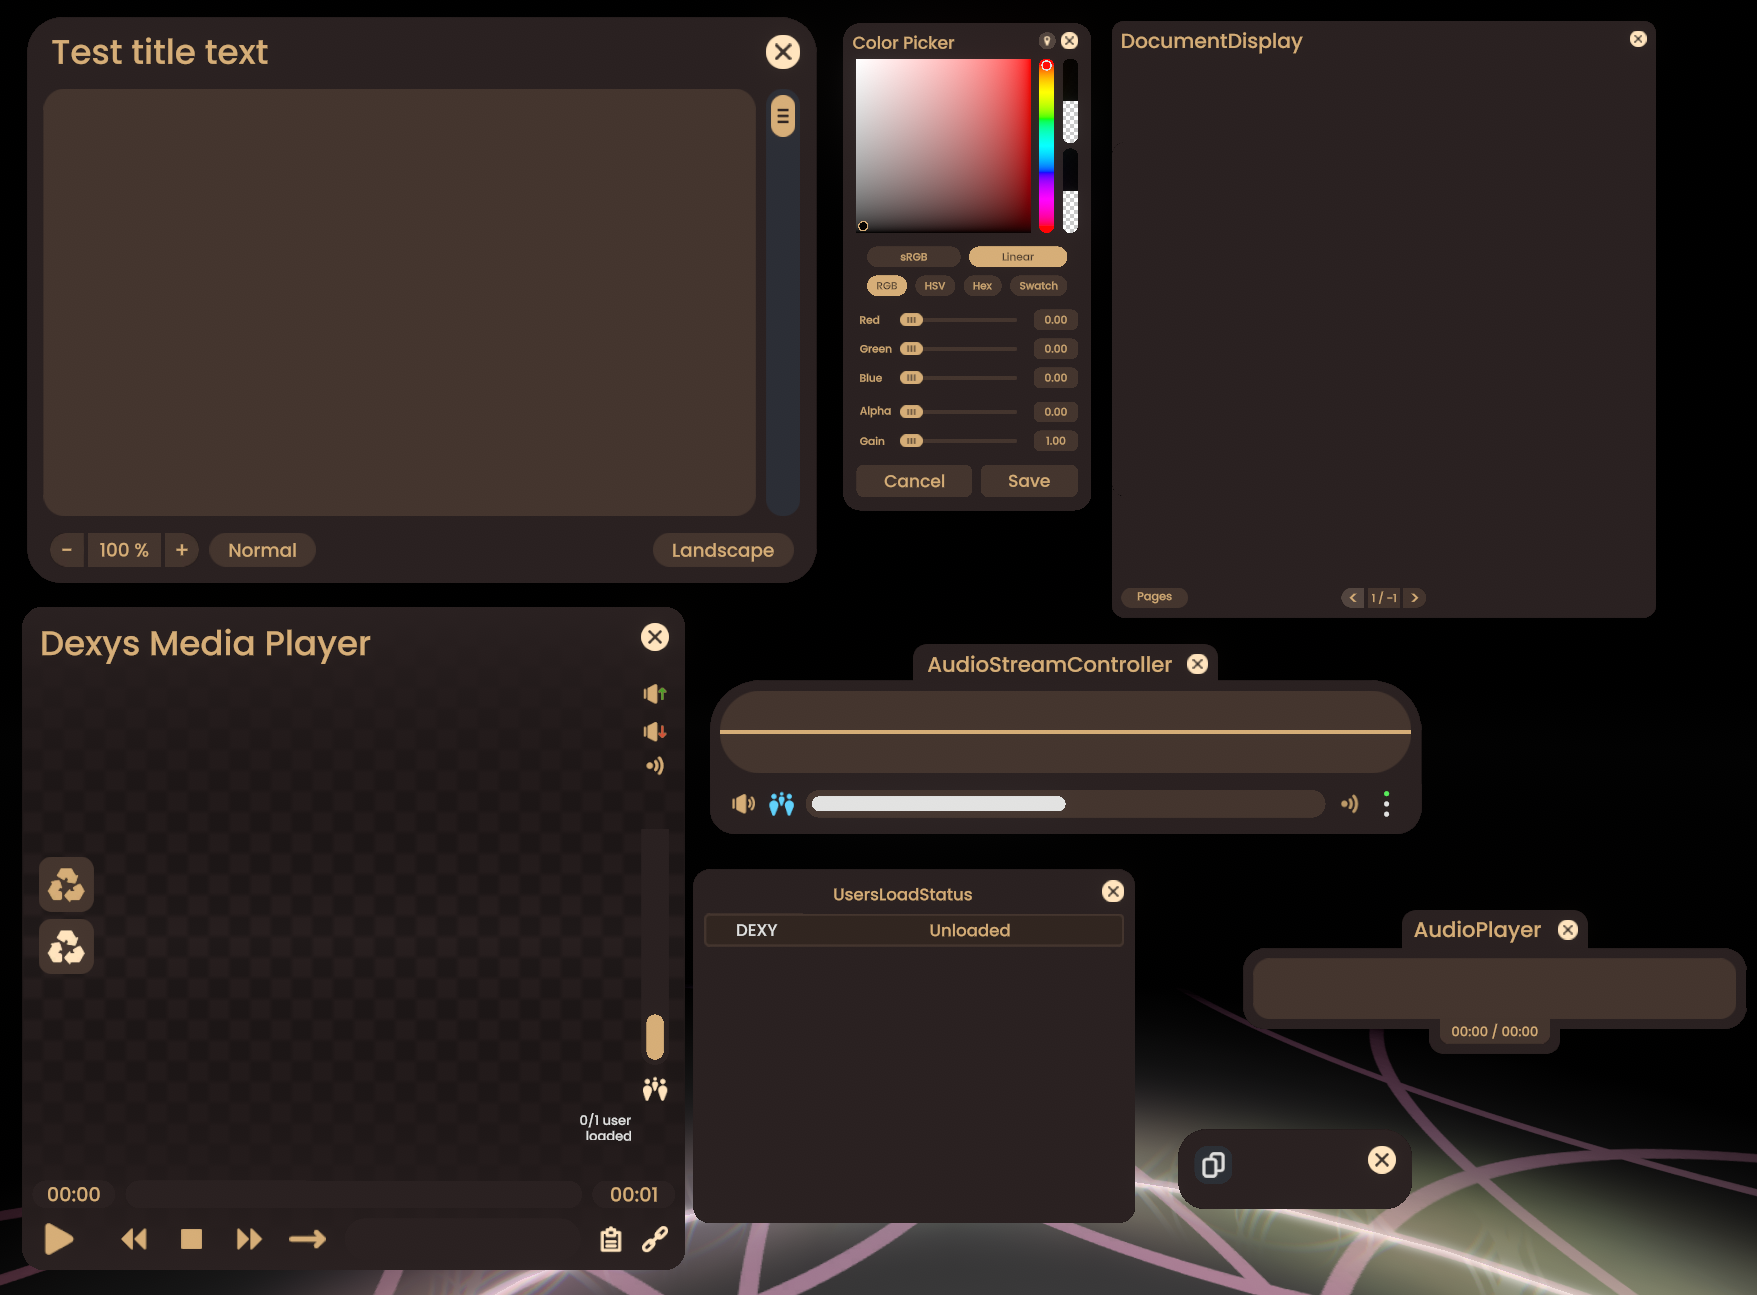 Test title text
- 100 % + Normal
Landscape
Color Picker
sRGB Linear
RGB HSV Hex Swatch
Red 0.00
Green 0.00
Blue 0.00
Alpha 0.00
Gain 1.00
Cancel Save
DocumentDisplay
Pages
< 1 / -1 >
Dexys Media Player
0/1 user
loaded
00:00
00:01
AudioStreamController
UsersLoadStatus
DEXY Unloaded
AudioPlayer
00:00 / 00:00